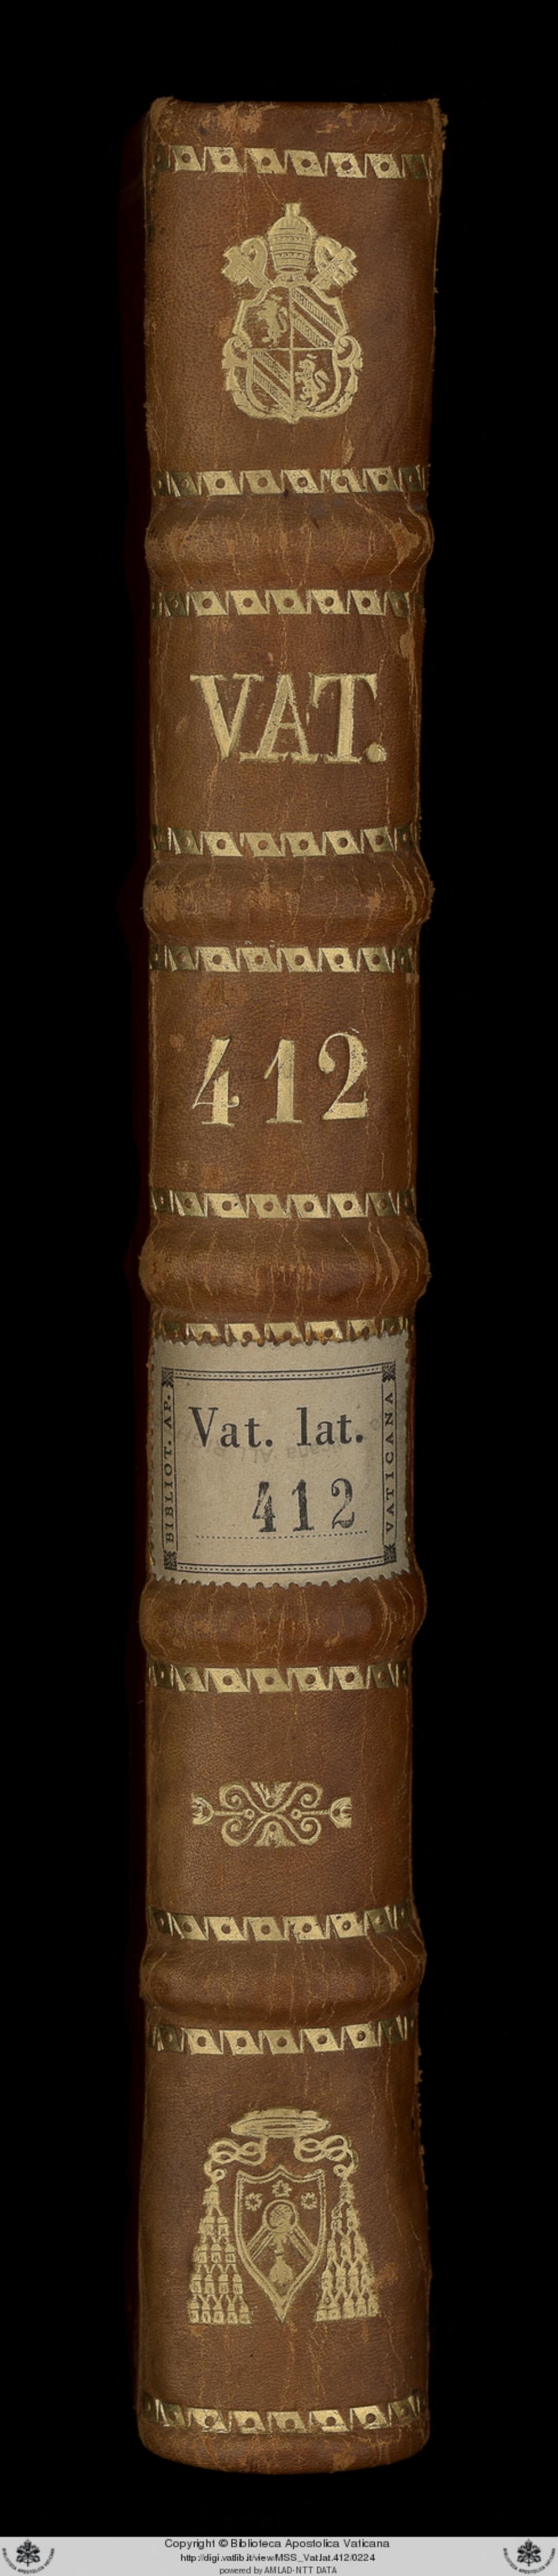 VAT.
412
BIBLIOT. AP.
VATICANA
Vat. lat.
412
Copyright © Biblioteca Apostolica Vaticana
http://digi.vatlib.it/view/MSS_Vat.lat.412/0224
powered by AMLAD-NTT DATA